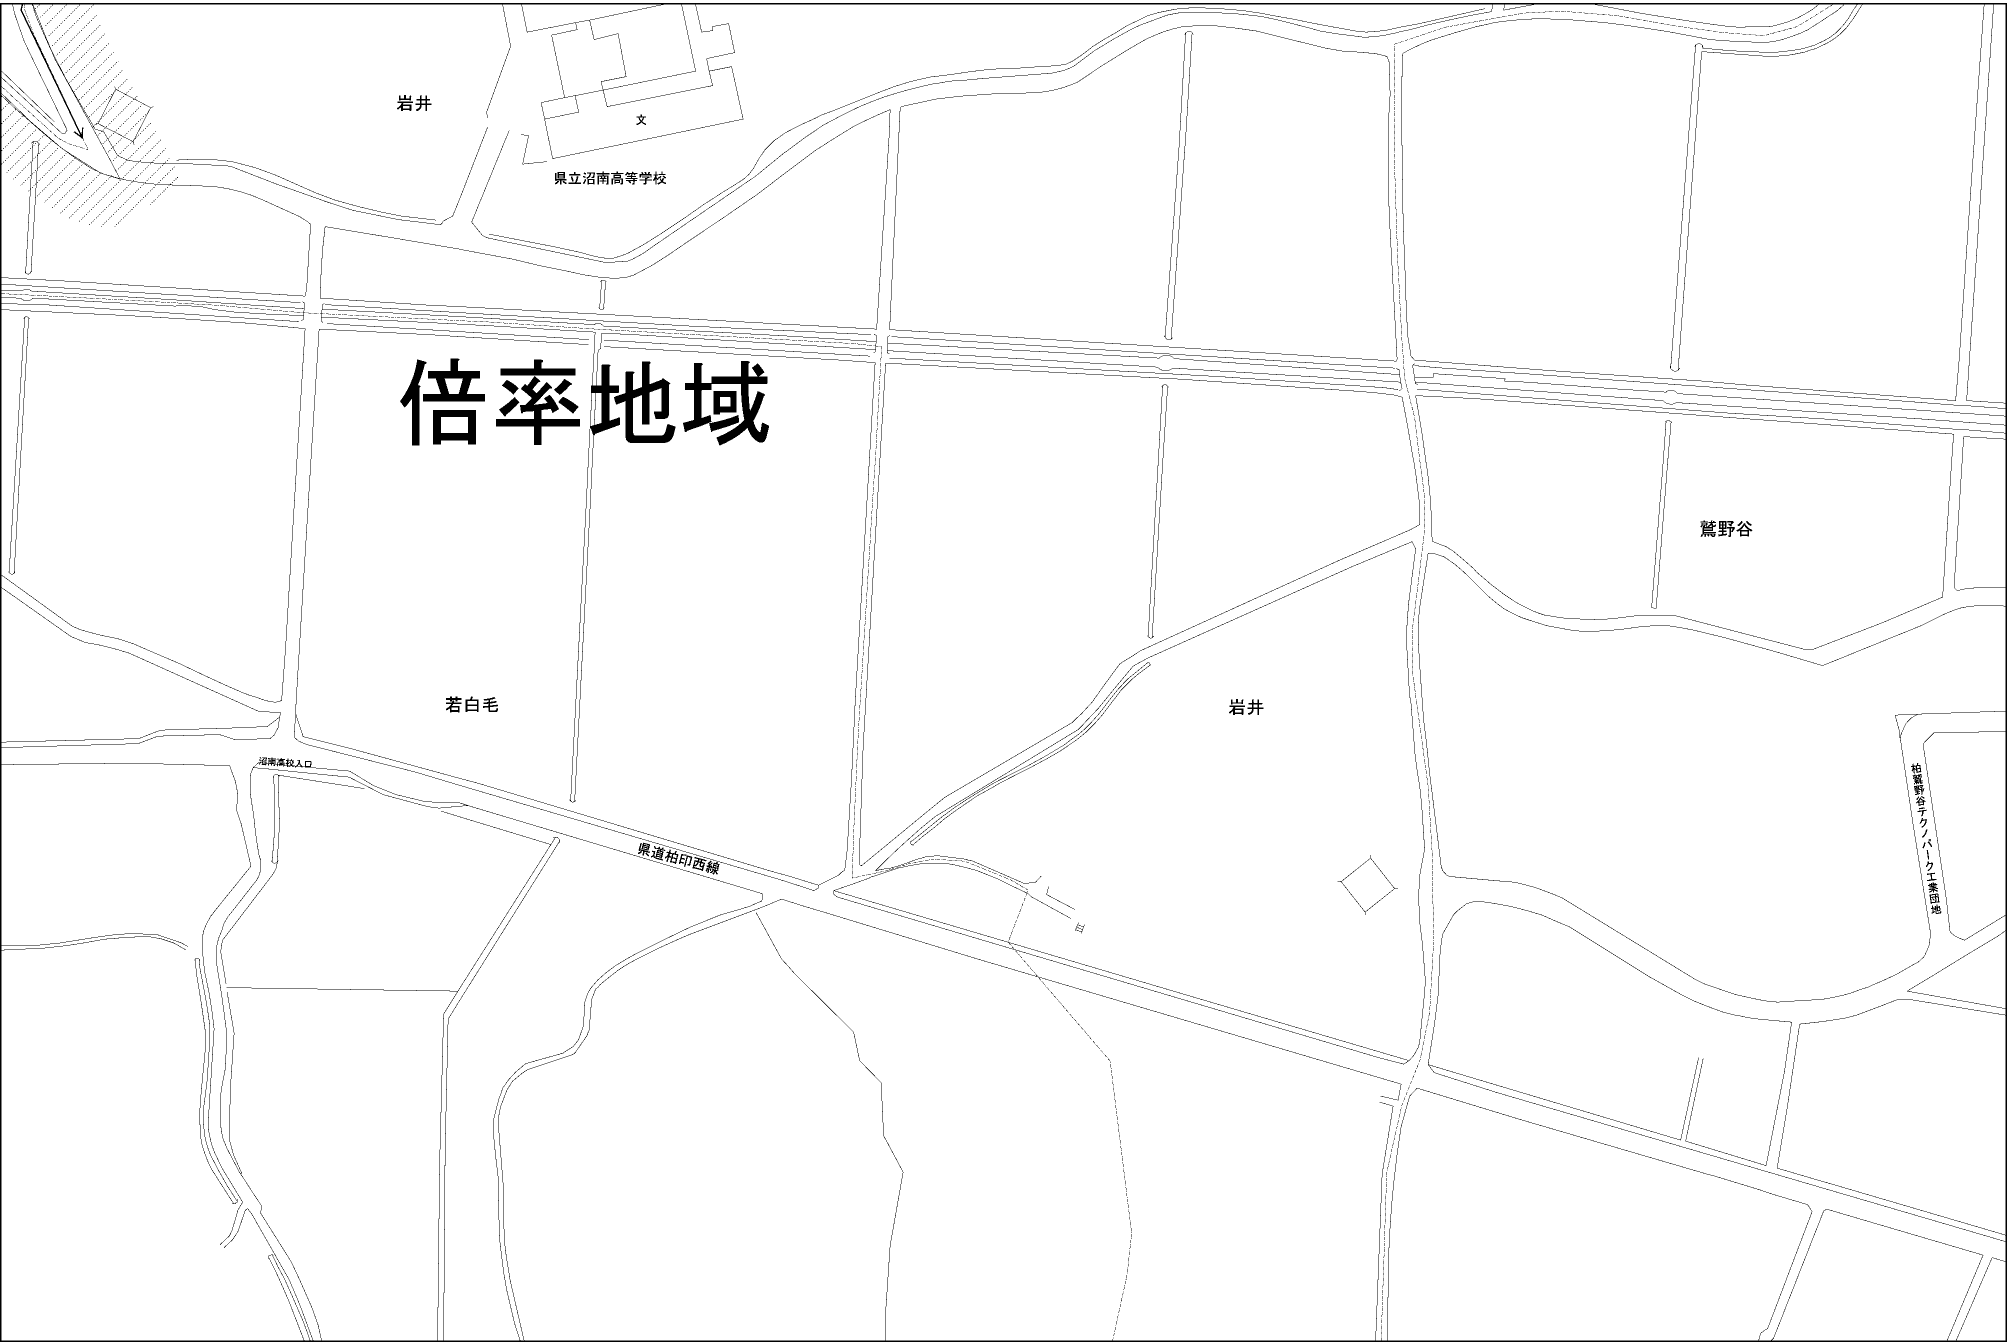 岩井
文
県立沼南高等学校
倍率地域
鷲野谷
若白毛
岩井
沼南高校入口
柏鷲野谷テクノパーク工業団地
県道柏印西線